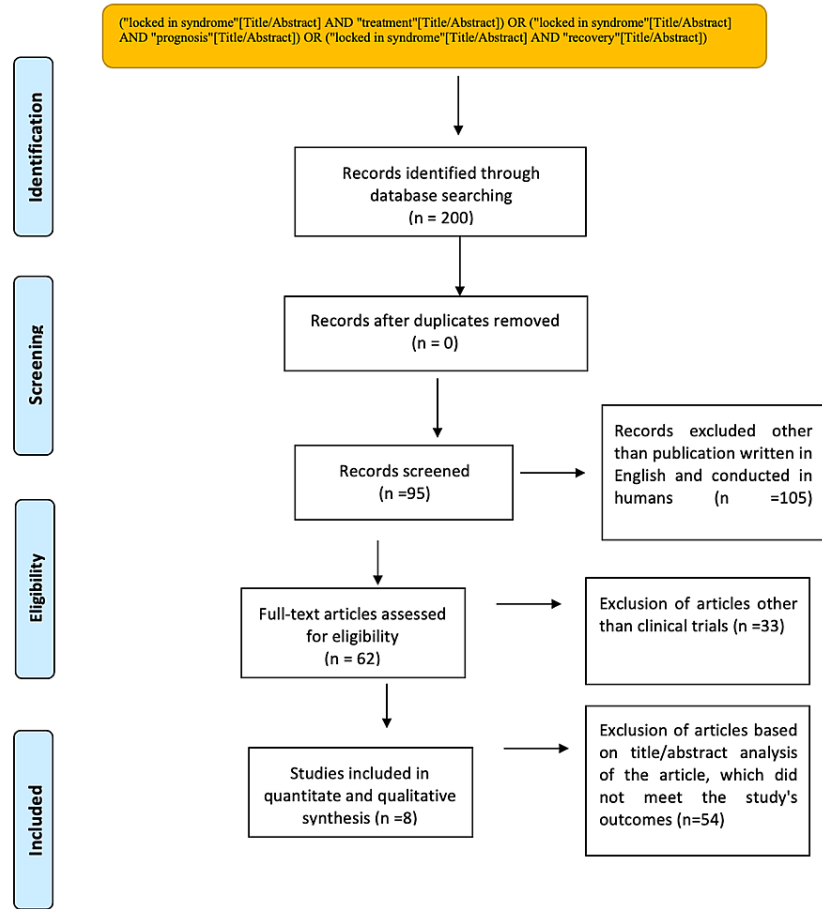 ("locked in syndrome"[Title/Abstract] AND "treatment"[Title/Abstract]) OR ("locked in syndrome"[Title/Abstract]
AND "prognosis"[Title/Abstract]) OR ("locked in syndrome"[Title/Abstract] AND "recovery"[Title/Abstract])
Identification
Records identified through
database searching
(n = 200)
Screening
Records after duplicates removed
(n = 0)
Records screened
(n =95)
Records excluded other
than publication written in
English and conducted in
humans (n =105)
Eligibility
Full-text articles assessed
for eligibility
(n = 62)
Exclusion of articles other
than clinical trials (n =33)
Included
Studies included in
quantitate and qualitative
synthesis (n =8)
Exclusion of articles based
on title/abstract analysis
of the article, which did
not meet the study's
outcomes (n=54)